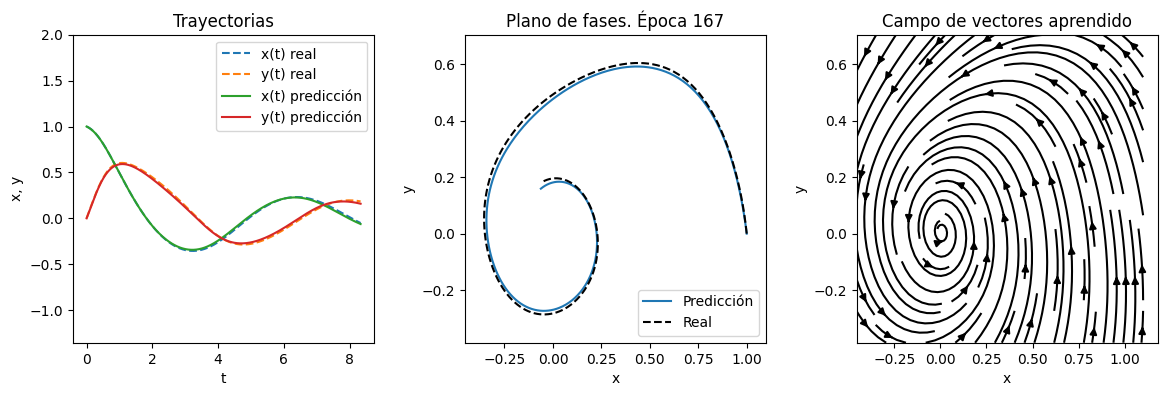 Trayectorias
2.0
1.5
1.0
0.5
0.0
−0.5
−1.0
x, y
0 2 4 6 8
t
x(t) real
y(t) real
x(t) predicción
y(t) predicción
Plano de fases. Época 167
0.6
0.4
0.2
0.0
−0.2
y
−0.25 0.00 0.25 0.50 0.75 1.00
x
Predicción
Real
Campo de vectores aprendido
0.6
0.4
0.2
0.0
−0.2
y
−0.25 0.00 0.25 0.50 0.75 1.00
x